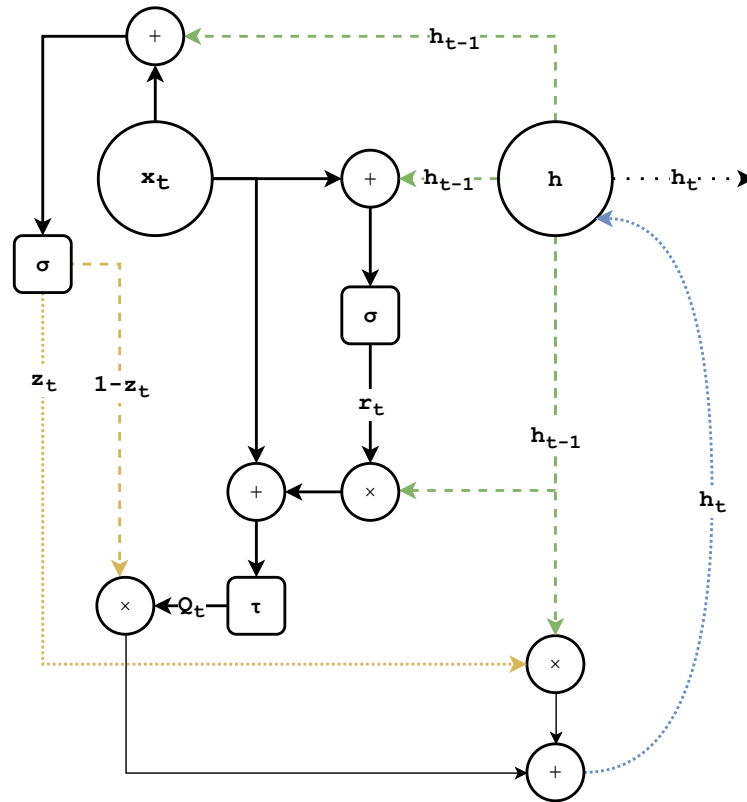 +
h_{t-1}
x_t
+
h_{t-1}
h
h_t
σ
σ
z_t
1-z_t
r_t
h_{t-1}
+
×
h_t
×
Q_t
τ
×
+